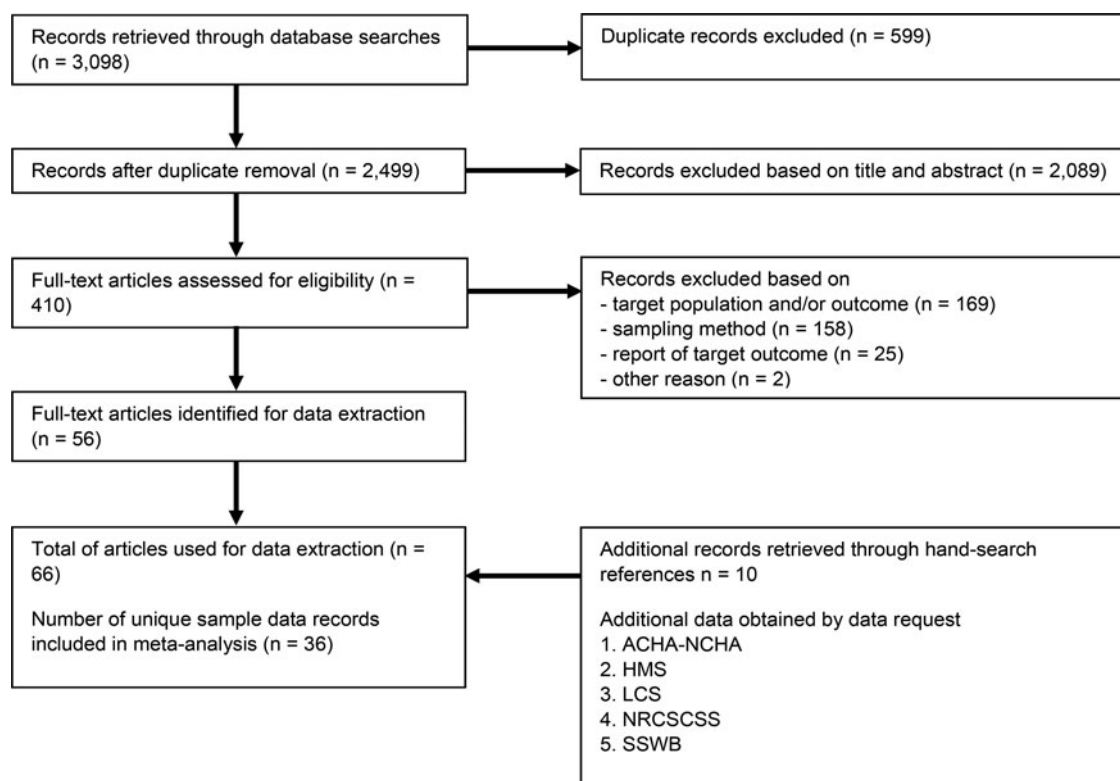 Records retrieved through database searches
(n = 3,098)
Duplicate records excluded (n = 599)
Records after duplicate removal (n = 2,499)
Records excluded based on title and abstract (n = 2,089)
Full-text articles assessed for eligibility (n =
410)
Records excluded based on
- target population and/or outcome (n = 169)
- sampling method (n = 158)
- report of target outcome (n = 25)
- other reason (n = 2)
Full-text articles identified for data extraction
(n = 56)
Total of articles used for data extraction (n =
66)
Number of unique sample data records
included in meta-analysis (n = 36)
Additional records retrieved through hand-search
references n = 10
Additional data obtained by data request
1. ACHA-NCHA
2. HMS
3. LCS
4. NRCSCSS
5. SSWB